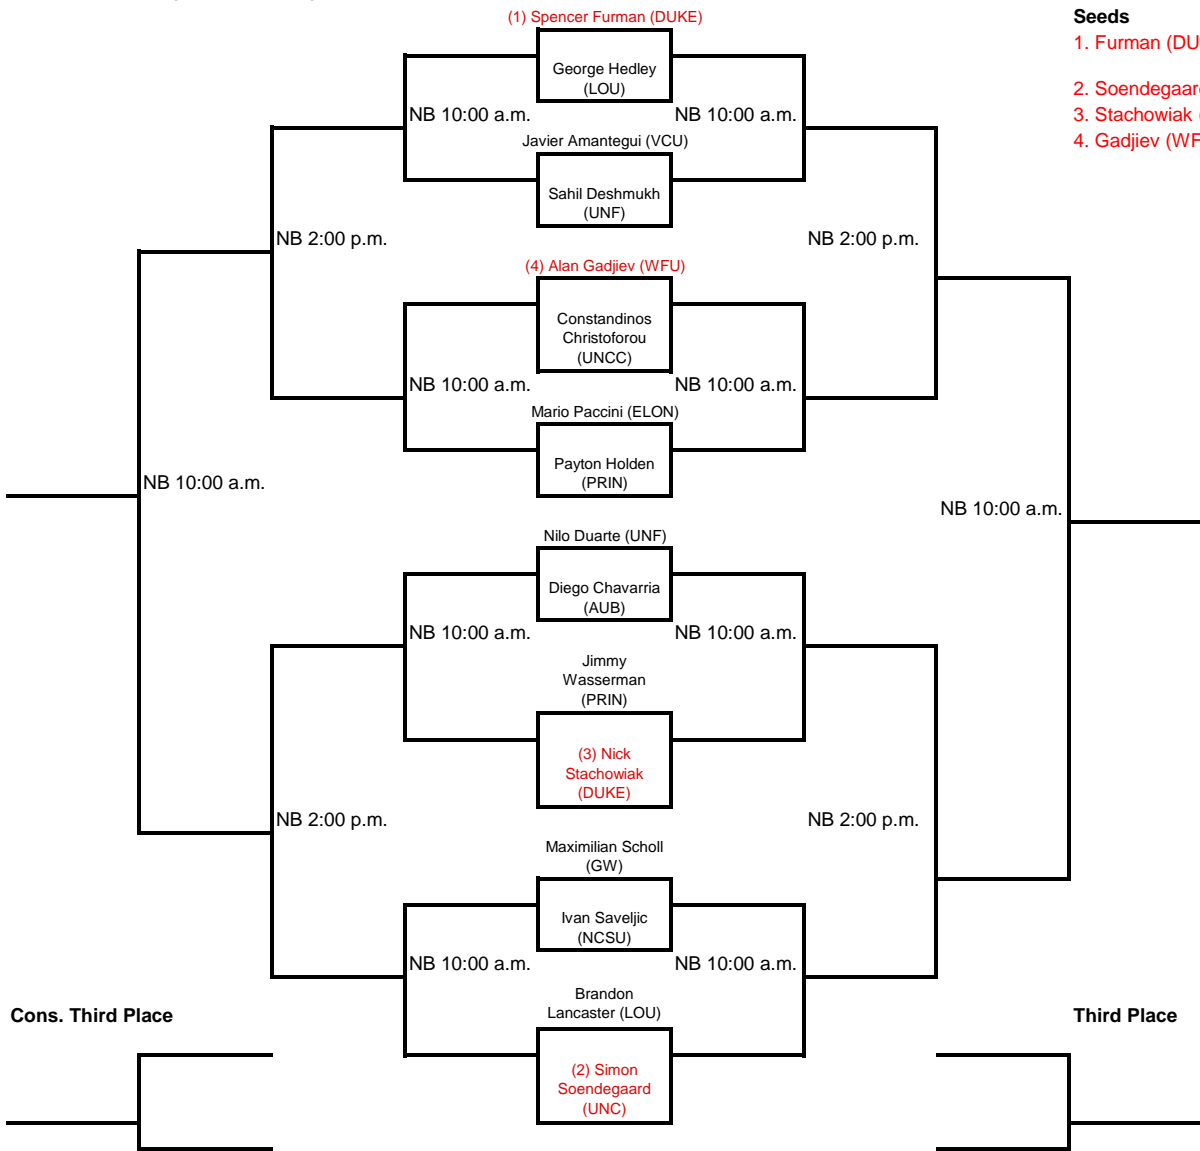 (1) Spencer Furman (DUKE)
Seeds
1. Furman (DU
George Hedley
(LOU)
2. Soendegaard
NB 10:00 a.m.
NB 10:00 a.m.
3. Stachowiak (
Javier Amantegui (VCU)
4. Gadjiev (WF
Sahil Deshmukh
(UNF)
NB 2:00 p.m.
NB 2:00 p.m.
(4) Alan Gadjiev (WFU)
Constandinos
Christoforou
(UNCC)
NB 10:00 a.m.
NB 10:00 a.m.
Mario Paccini (ELON)
Payton Holden
(PRIN)
NB 10:00 a.m.
NB 10:00 a.m.
Nilo Duarte (UNF)
Diego Chavarria
(AUB)
NB 10:00 a.m.
NB 10:00 a.m.
Jimmy
Wasserman
(PRIN)
(3) Nick
Stachowiak
(DUKE)
NB 2:00 p.m.
NB 2:00 p.m.
Maximilian Scholl
(GW)
Ivan Saveljic
(NCSU)
NB 10:00 a.m.
NB 10:00 a.m.
Brandon
Lancaster (LOU)
Cons. Third Place
Third Place
(2) Simon
Soendegaard
(UNC)